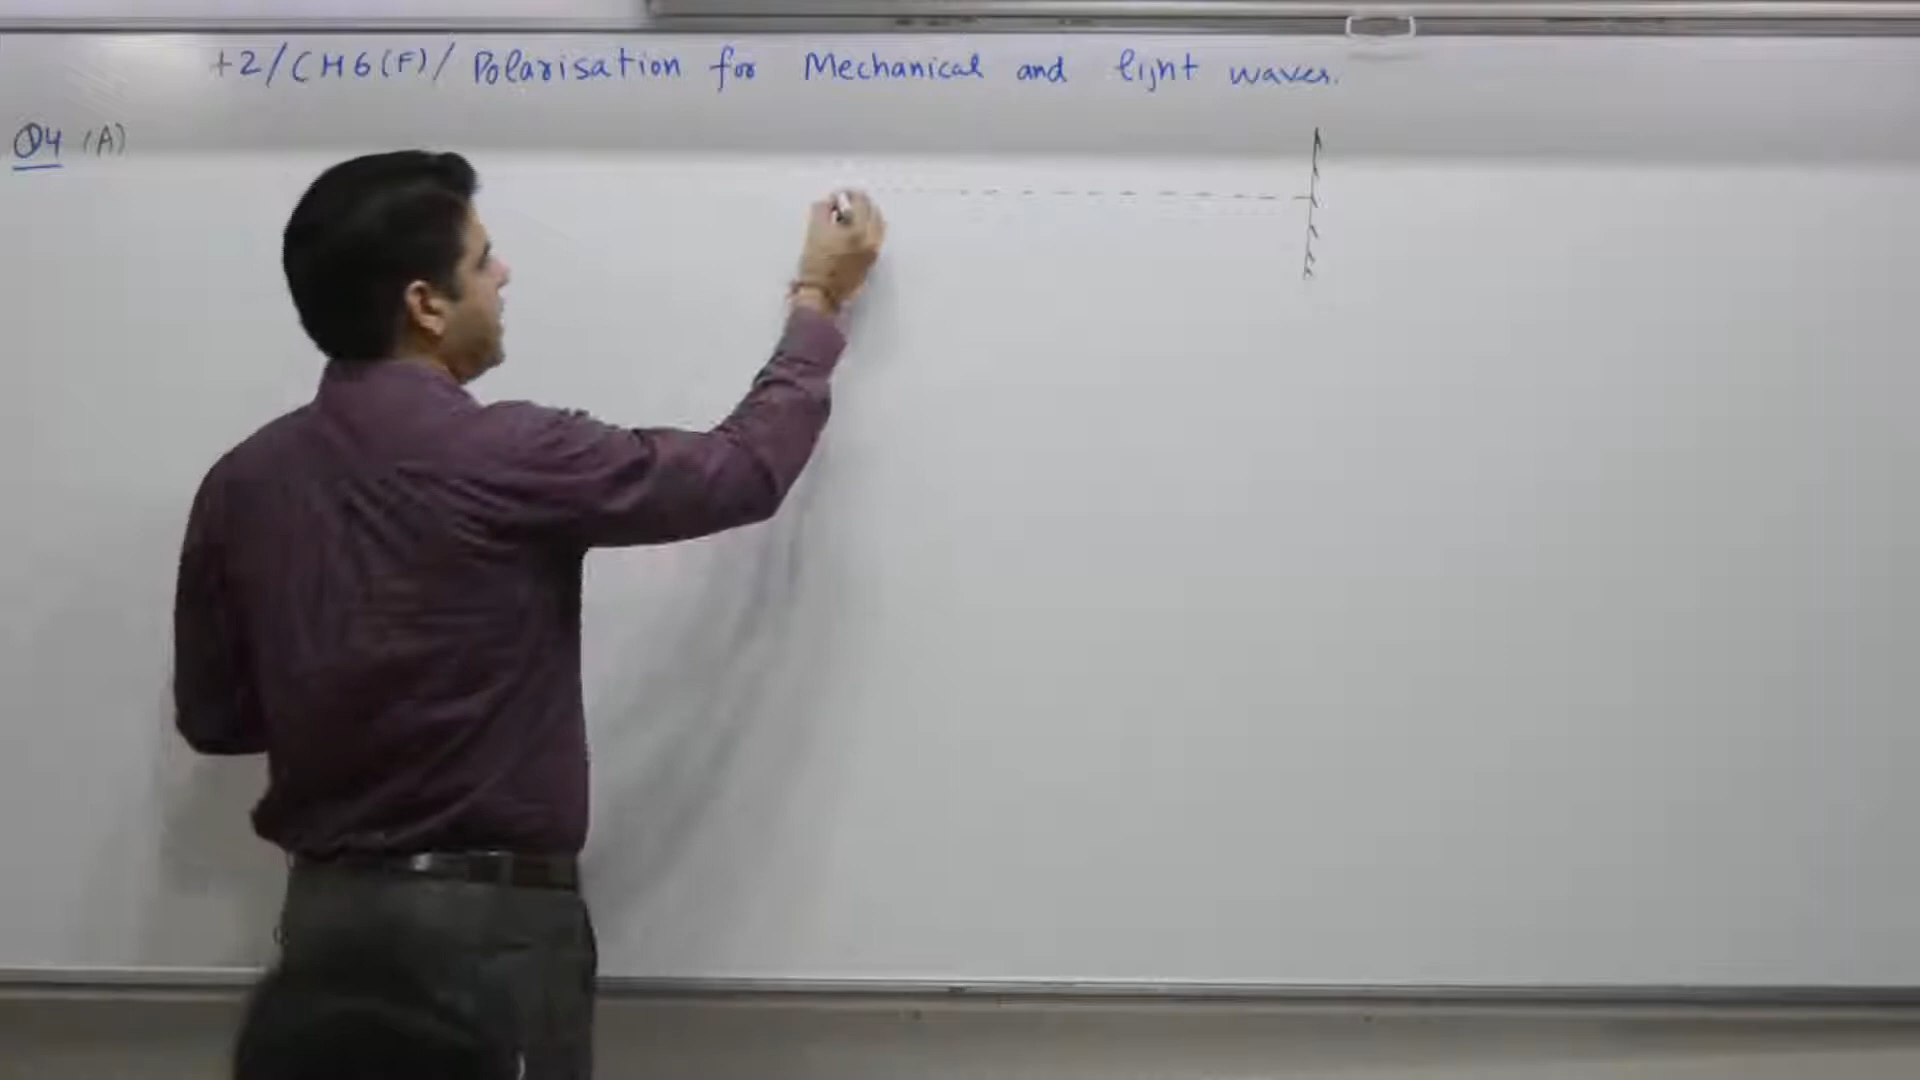 +2/CH6(F)/ Polarisation for Mechanical and light waves.
Q4 (A)